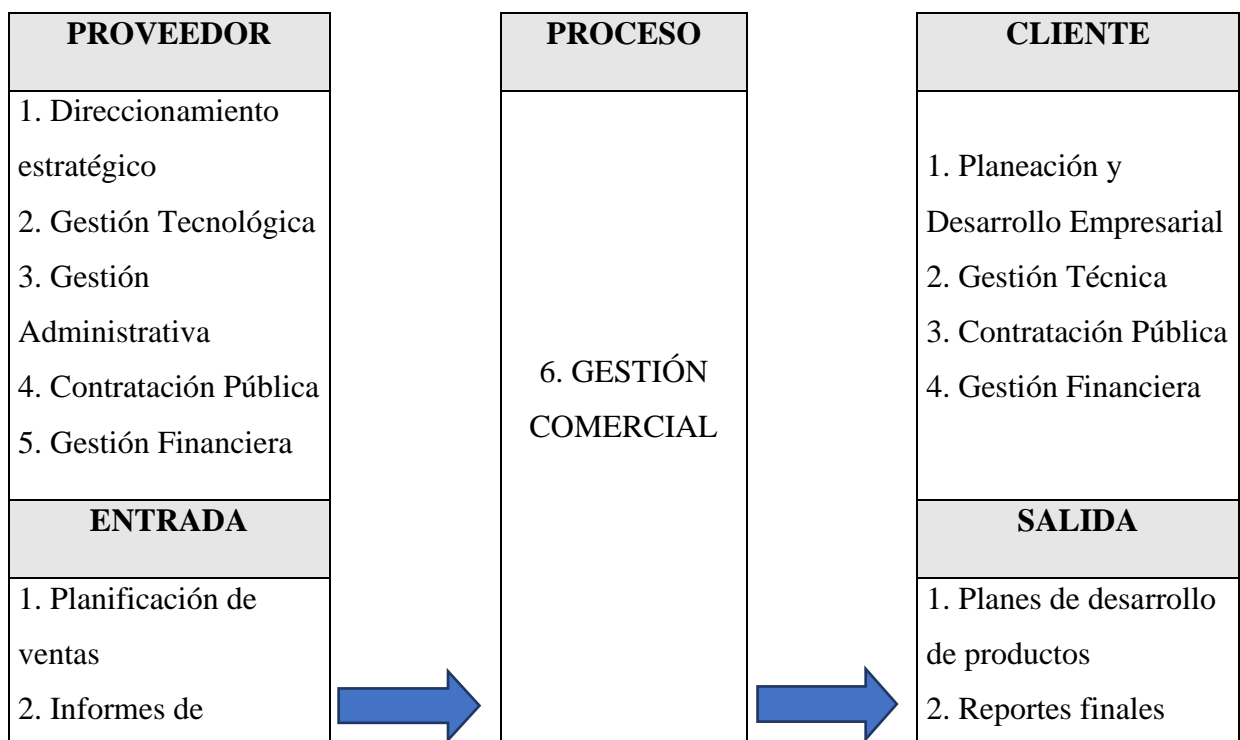 PROVEEDOR
1. Direccionamiento
estratégico
2. Gestión Tecnológica
3. Gestión
Administrativa
4. Contratación Pública
5. Gestión Financiera
ENTRADA
1. Planificación de
ventas
2. Informes de
PROCESO
6. GESTIÓN
COMERCIAL
CLIENTE
1. Planeación y
Desarrollo Empresarial
2. Gestión Técnica
3. Contratación Pública
4. Gestión Financiera
SALIDA
1. Planes de desarrollo
de productos
2. Reportes finales